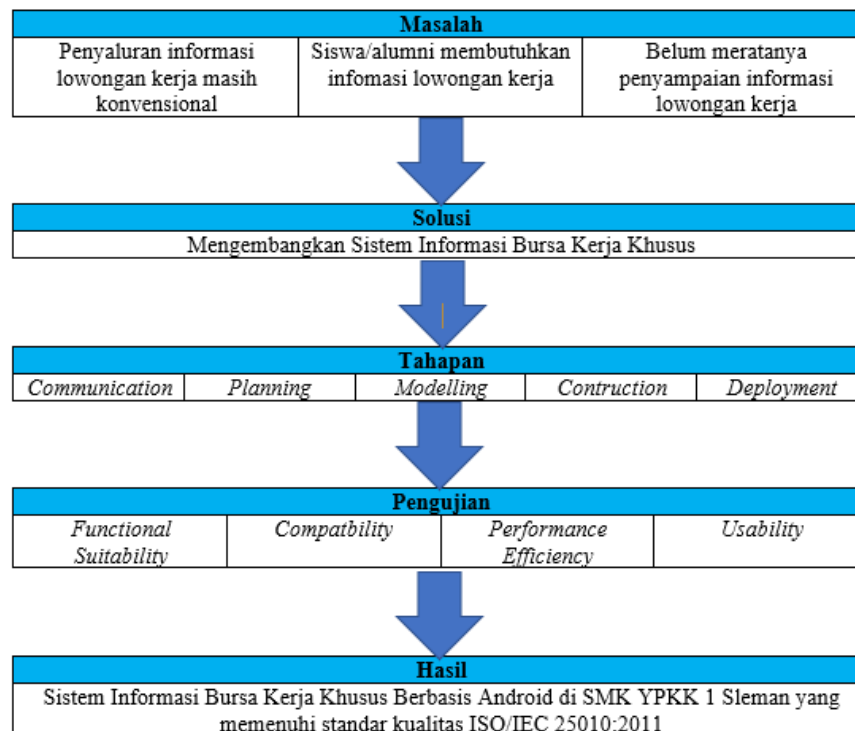 Masalah
Penyaluran informasi
lowongan kerja masih
konvensional
Siswa/alumni membutuhkan
infomasi lowongan kerja
Belum meratanya
penyampaian informasi
lowongan kerja
Solusi
Mengembangkan Sistem Informasi Bursa Kerja Khusus
Tahapan
Communication
Planning
Modelling
Contruction
Deployment
Pengujian
Functional
Suitability
Compatbility
Performance
Efficiency
Usability
Hasil
Sistem Informasi Bursa Kerja Khusus Berbasis Android di SMK YPKK 1 Sleman yang
memenuhi standar kualitas ISO/IEC 25010:2011